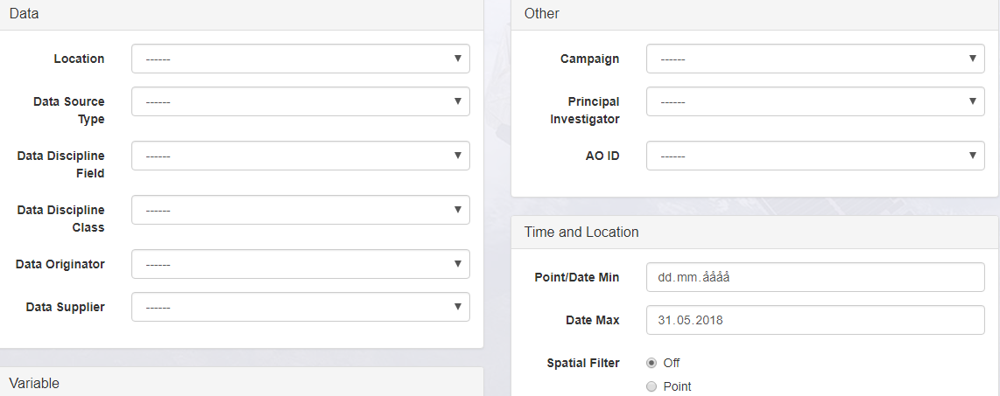 Data
Location ------ ▼
Data Source
Type ------ ▼
Data Discipline
Field ------ ▼
Data Discipline
Class ------ ▼
Data Originator ------ ▼
Data Supplier ------ ▼
Variable
Other
Campaign ------ ▼
Principal
Investigator ------ ▼
AO ID ------ ▼
Time and Location
Point/Date Min dd.mm.åååå
Date Max 31.05.2018
Spatial Filter Off
Point